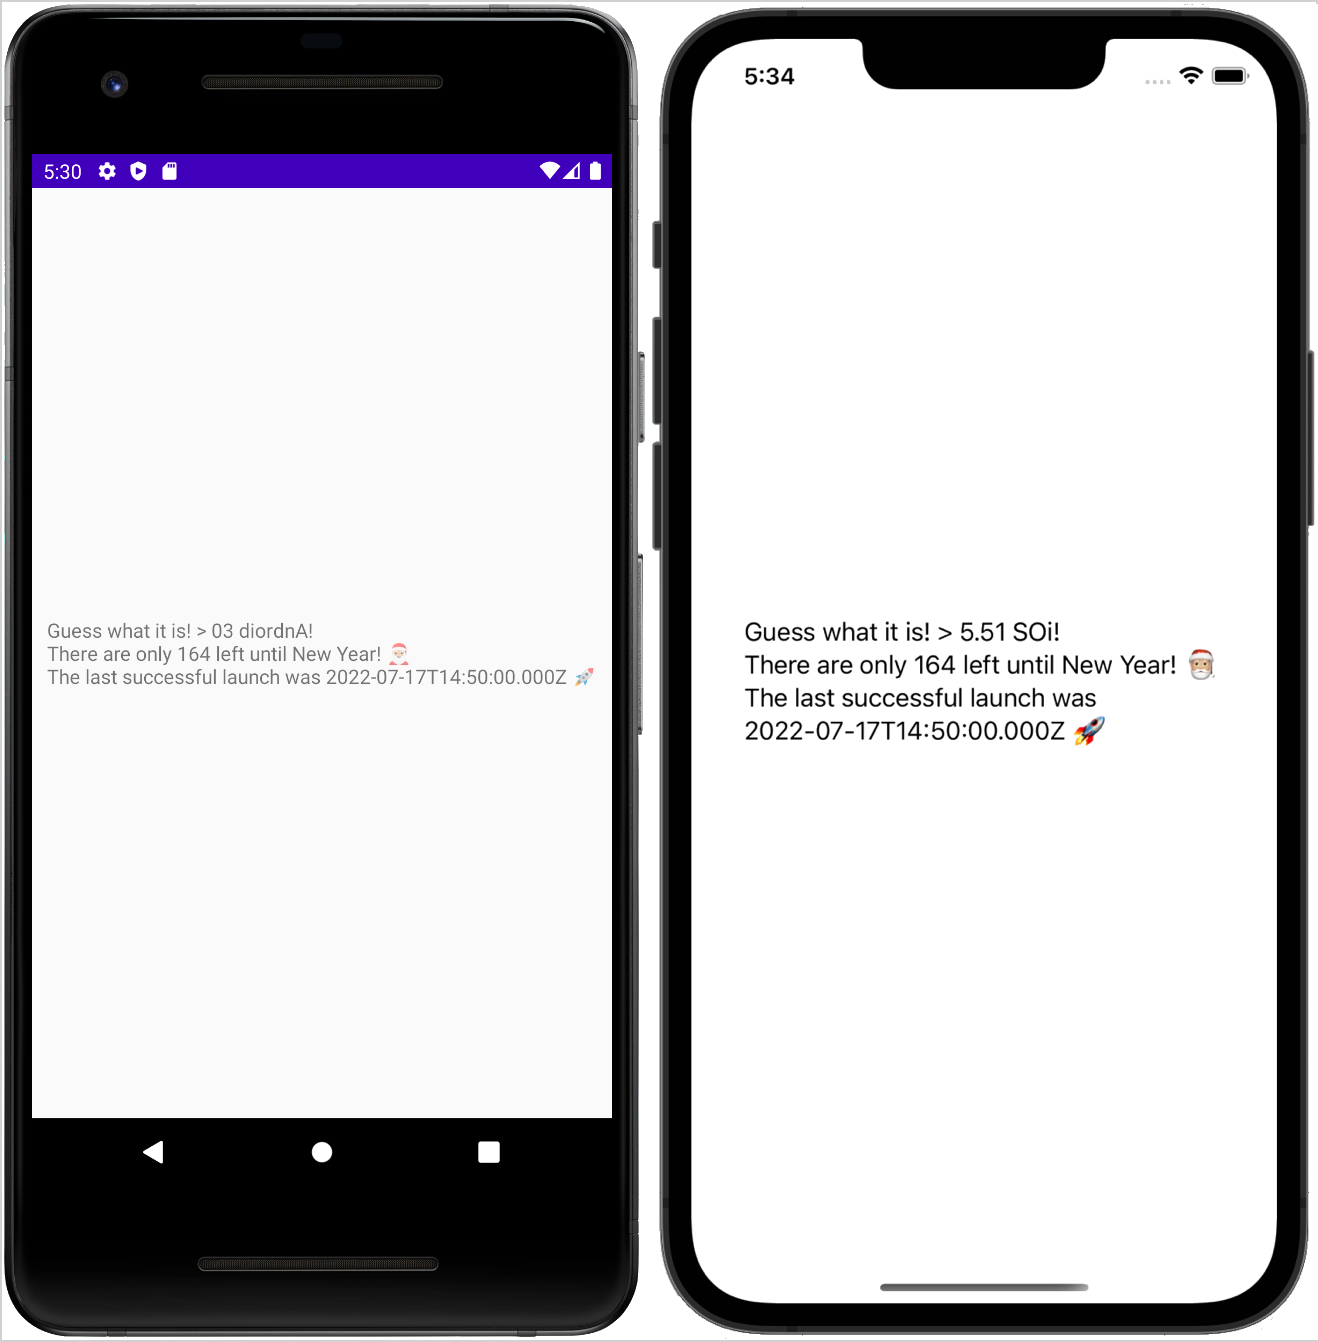 5:30
Guess what it is! > 03 diordnA!
There are only 164 left until New Year! 🎅🏼
The last successful launch was 2022-07-17T14:50:00.000Z 🚀
5:34
Guess what it is! > 5.51 SOi!
There are only 164 left until New Year! 🎅🏼
The last successful launch was
2022-07-17T14:50:00.000Z 🚀